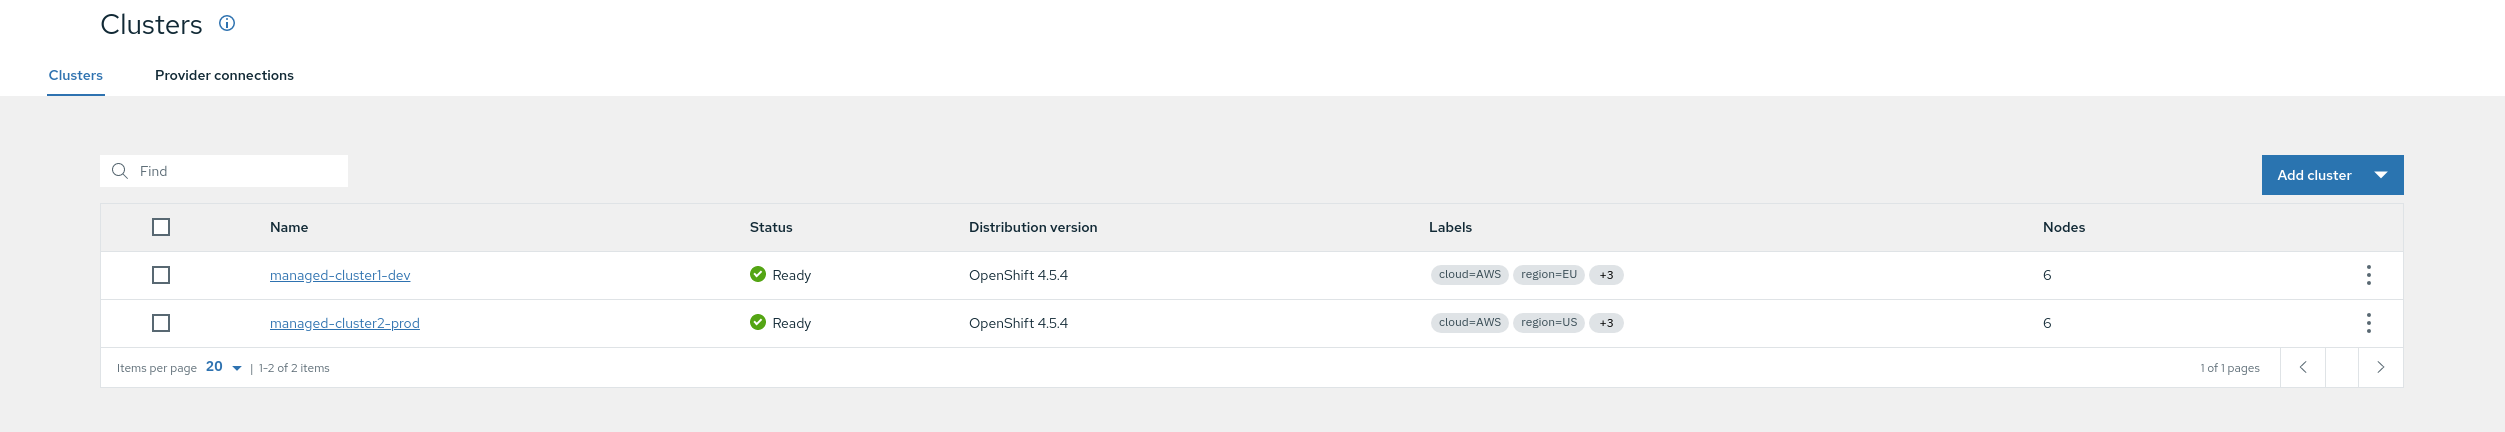 Clusters
Clusters Provider connections
Find
Add cluster
Name Status Distribution version Labels Nodes
managed-cluster1-dev Ready OpenShift 4.5.4 cloud=AWS region=EU +3 6
managed-cluster2-prod Ready OpenShift 4.5.4 cloud=AWS region=US +3 6
Items per page 20 | 1-2 of 2 items 1 of 1 pages